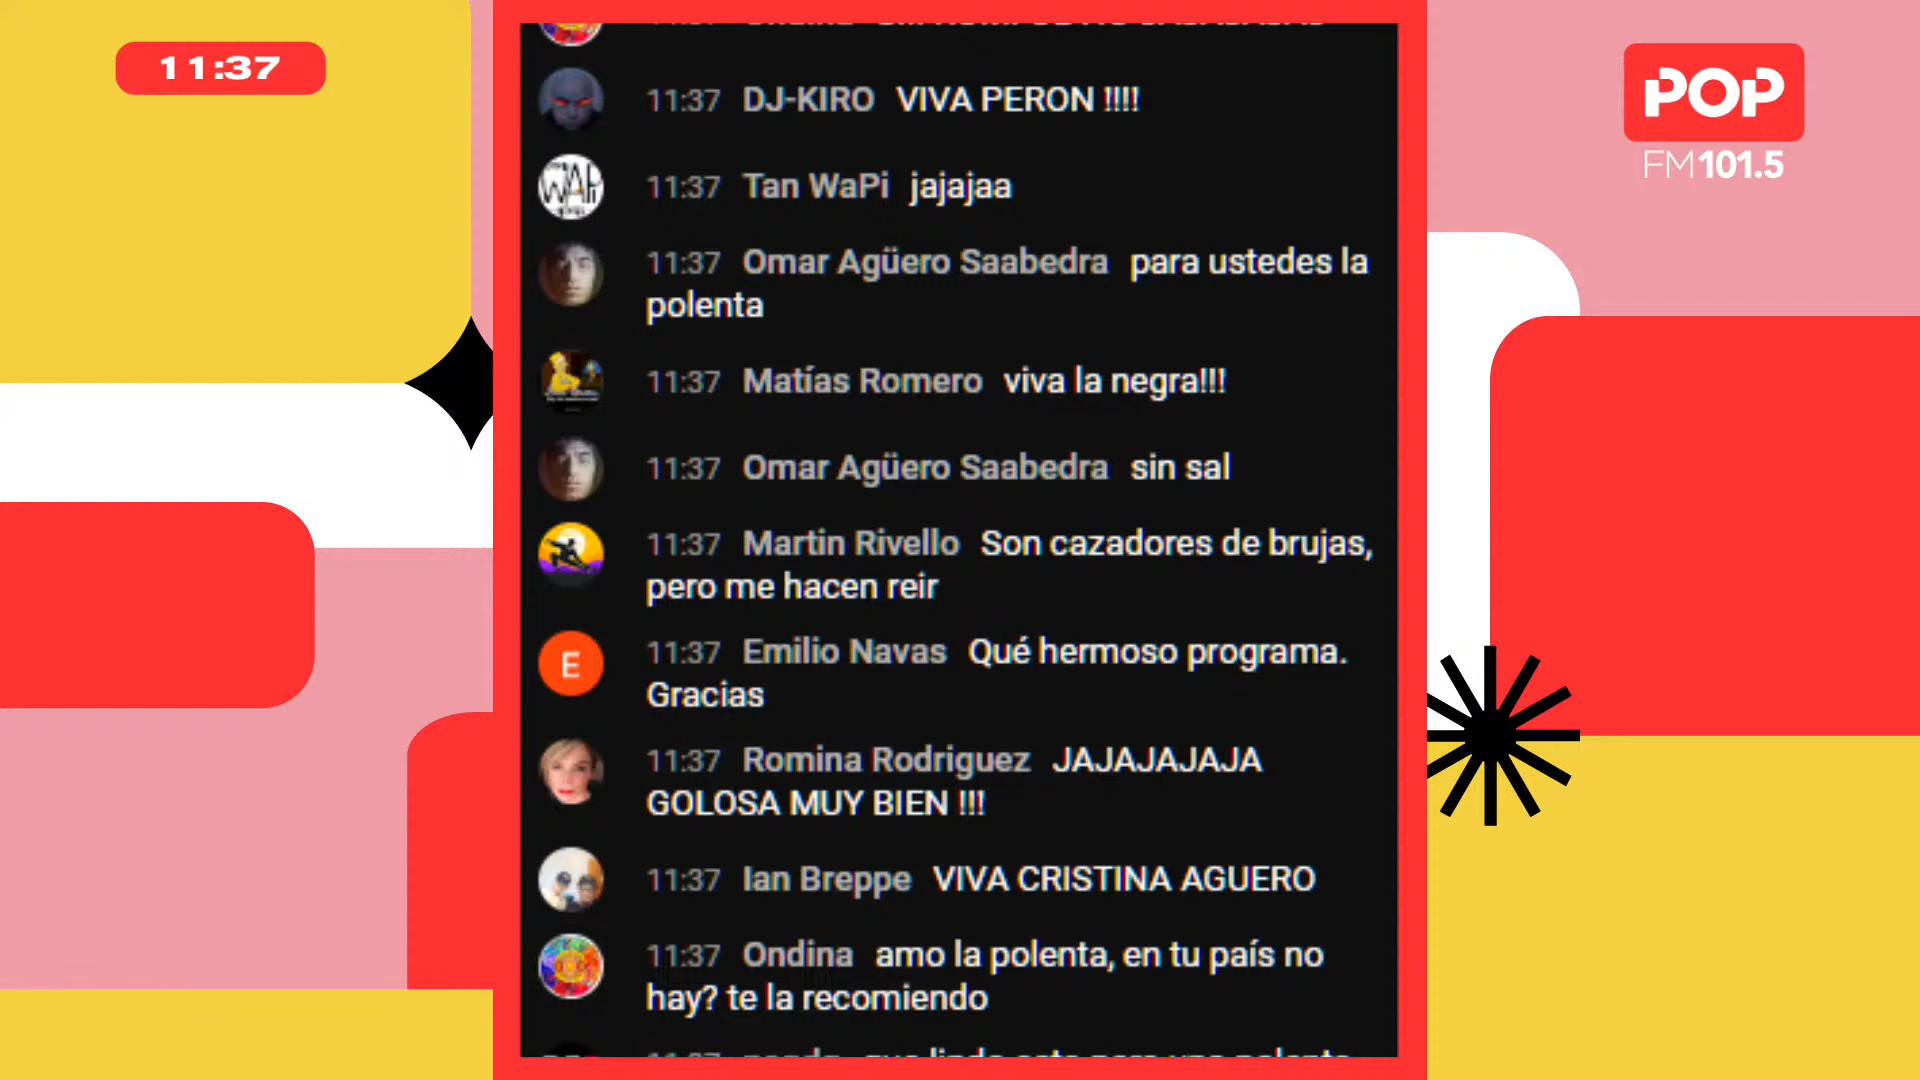 11:37
POP
FM101.5
11:37 DJ-KIRO VIVA PERON !!!!
11:37 Tan WaPi jajajaa
11:37 Omar Agüero Saabedra para ustedes la
polenta
11:37 Matías Romero viva la negra!!!
11:37 Omar Agüero Saabedra sin sal
11:37 Martin Rivello Son cazadores de brujas,
pero me hacen reir
E
11:37 Emilio Navas Qué hermoso programa.
Gracias
11:37 Romina Rodriguez JAJAJAJAJA
GOLOSA MUY BIEN !!!
11:37 Ian Breppe VIVA CRISTINA AGUERO
11:37 Ondina amo la polenta, en tu país no
hay? te la recomiendo